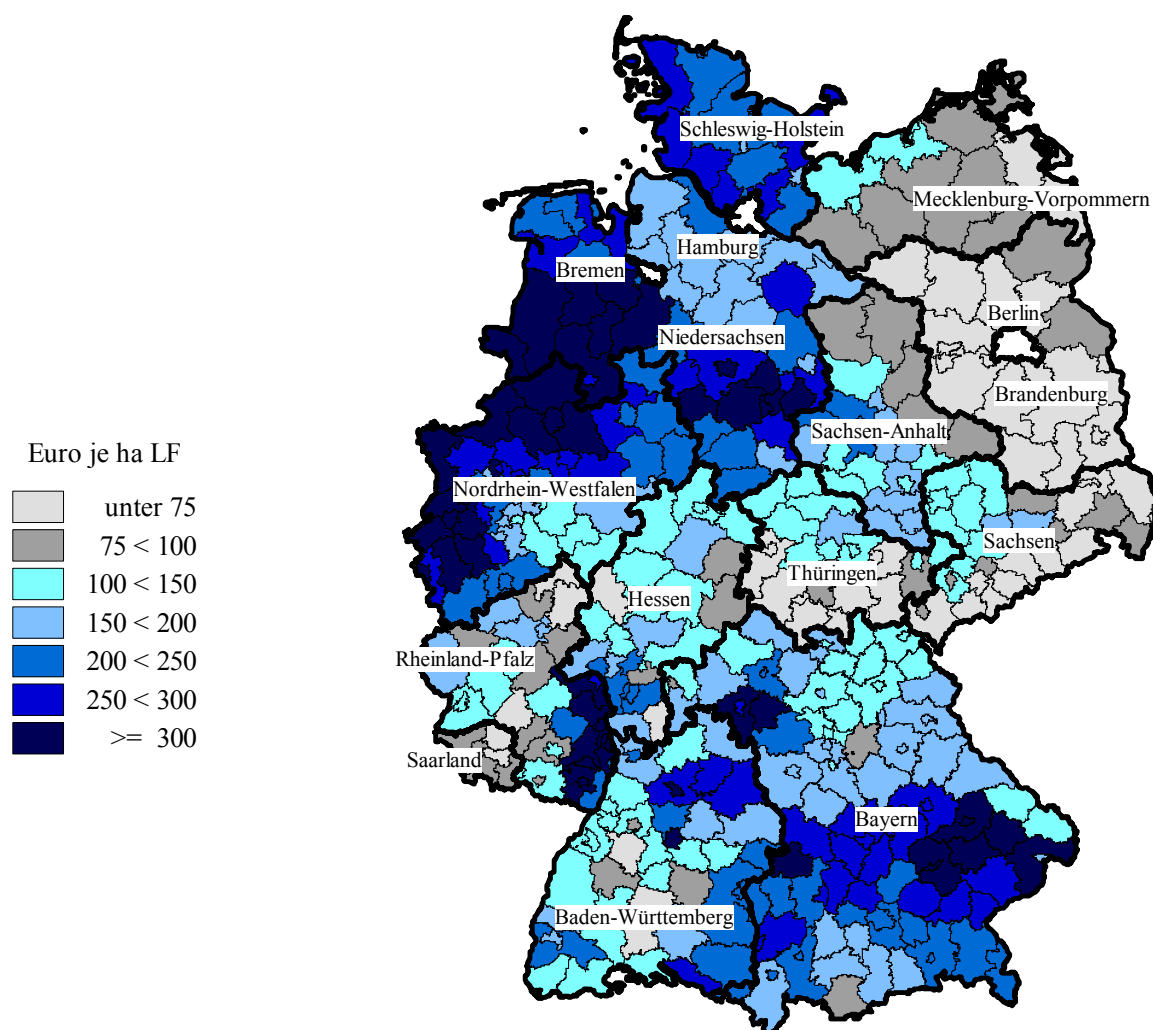 Euro je ha LF
unter 75
75 < 100
100 < 150
150 < 200
200 < 250
250 < 300
>= 300
Schleswig-Holstein
Mecklenburg-Vorpommern
Hamburg
Bremen
Berlin
Niedersachsen
Brandenburg
Sachsen-Anhalt
Nordrhein-Westfalen
Sachsen
Thüringen
Hessen
Rheinland-Pfalz
Saarland
Bayern
Baden-Württemberg